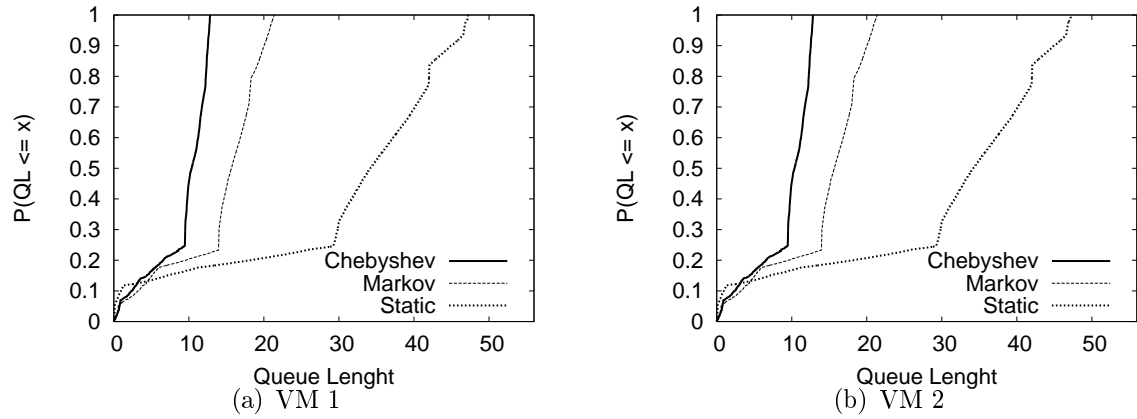 P(QL <= x)
1
0.9
0.8
0.7
0.6
0.5
0.4
0.3
0.2
0.1
0
Chebyshev
Markov
Static
0 10 20 30 40 50
Queue Lenght
(a) VM 1
P(QL <= x)
1
0.9
0.8
0.7
0.6
0.5
0.4
0.3
0.2
0.1
0
Chebyshev
Markov
Static
0 10 20 30 40 50
Queue Lenght
(b) VM 2